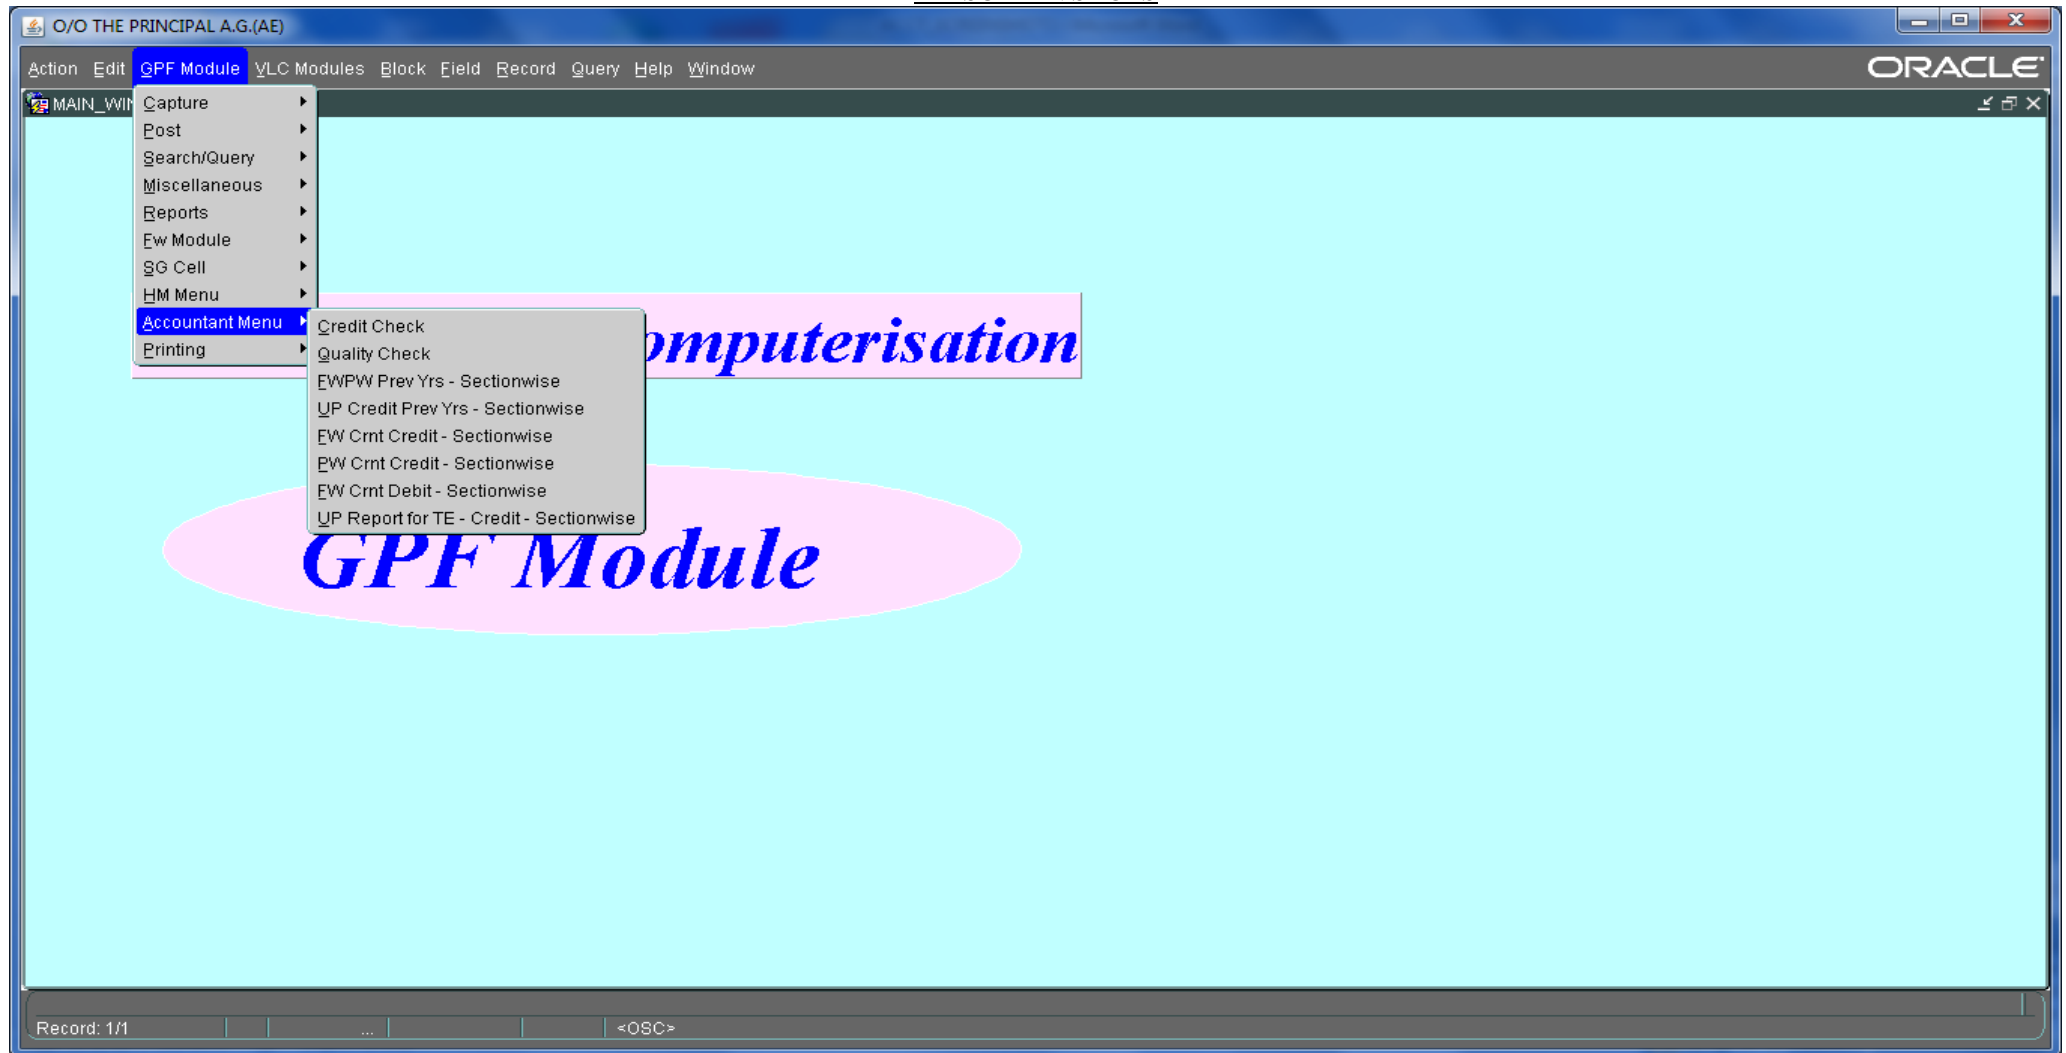 O/O THE PRINCIPAL A.G.(AE)
Action Edit GPF Module VLC Modules Block Field Record Query Help Window
ORACLE
Capture
Post
Search/Query
Miscellaneous
Reports
Fw Module
SG Cell
HM Menu
Accountant Menu
Printing
Credit Check
Quality Check
FWPW Prev Yrs - Sectionwise
UP Credit Prev Yrs - Sectionwise
FW Crnt Credit - Sectionwise
PW Crnt Credit - Sectionwise
FW Crnt Debit - Sectionwise
UP Report for TE - Credit - Sectionwise
GPF Module
Record: 1/1 ... <OSC>